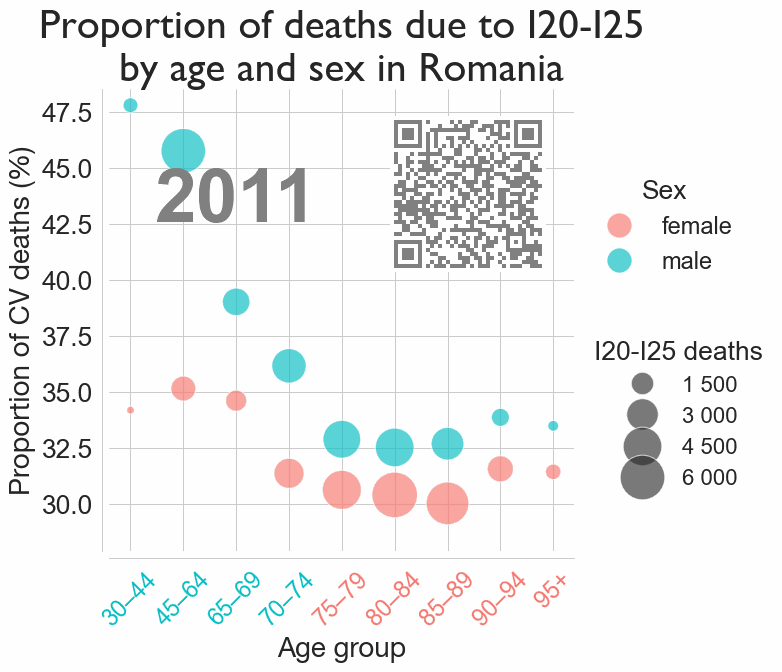 Proportion of deaths due to I20-I25
by age and sex in Romania
Proportion of CV deaths (%)
47.5
45.0
42.5
40.0
37.5
35.0
32.5
30.0
2011
30–44
45–64
65–69
70–74
75–79
80–84
85–89
90–94
95+
Age group
Sex
female
male
I20-I25 deaths
1 500
3 000
4 500
6 000